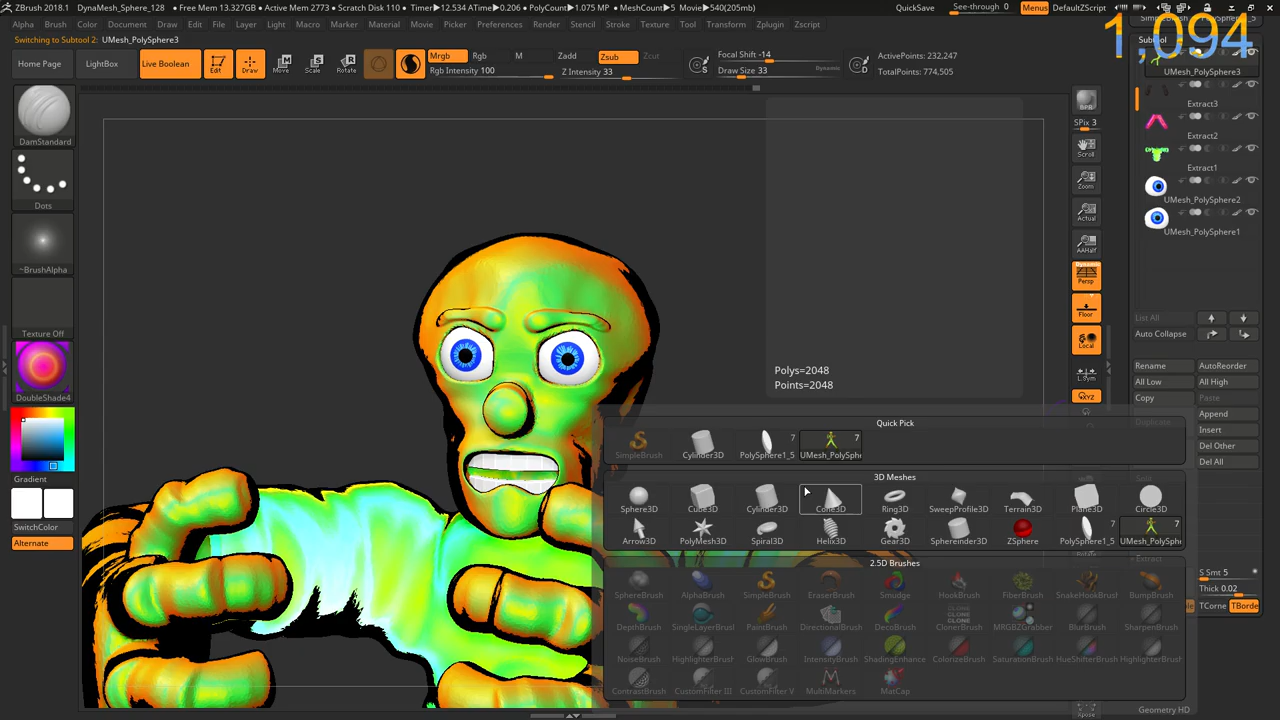 ZBrush 2018.1 DynaMesh_Sphere_128 • Free Mem 13.327GB • Active Mem 2773 • Scratch Disk 110 • Timer▶12.534 ATime▶0.206 • PolyCount▶1.075 MP • MeshCount▶5 Movie▶540(205mb) QuickSave See-through 0 Menus DefaultZScript
1,094
Alpha Brush Color Document Draw Edit File Layer Light Macro Marker Material Movie Picker Preferences Render Stencil Stroke Texture Tool Transform Zplugin Zscript
Switching to Subtool 2: UMesh_PolySphere3
Home Page LightBox Live Boolean Edit Draw Move Scale Rotate
Mrgb Rgb M Zadd Zsub Zcut
Rgb Intensity 100 Z Intensity 33
Focal Shift -14
Draw Size 33 Dynamic
S D
ActivePoints: 232,247
TotalPoints: 774,505
DamStandard
Dots
~BrushAlpha
Texture Off
DoubleShade4
Gradient
SwitchColor
Alternate
BPR
SPix 3
Scroll
Zoom
Actual
AAHalf
Dynamic
Persp
Floor
Local
L.Sym
XYZ
UMesh_PolySphere3
Extract3
Extract2
Extract1
UMesh_PolySphere2
UMesh_PolySphere1
List All
Auto Collapse
Rename AutoReorder
All Low All High
Copy Paste
Duplicate Append
Insert
Del Other
Del All
S Smt 5
Thick 0.02
TCorne TBorde
Geometry HD
Polys=2048
Points=2048
Quick Pick
SimpleBrush Cylinder3D PolySphere1_5 7 UMesh_PolySph 7
3D Meshes
Sphere3D Cube3D Cylinder3D Cone3D Ring3D SweepProfile3D Terrain3D Plane3D Circle3D
Arrow3D PolyMesh3D Spiral3D Helix3D Gear3D Sphereinder3D ZSphere PolySphere1_5 7 UMesh_PolySph 7
2.5D Brushes
SphereBrush AlphaBrush SimpleBrush EraserBrush Smudge HookBrush FiberBrush SnakeHookBrush BumpBrush
DepthBrush SingleLayerBrush PaintBrush DirectionalBrush DecoBrush ClonerBrush MRGBZGrabber BlurBrush SharpenBrush
NoiseBrush HighlighterBrush GlowBrush IntensityBrush ShadingEnhance ColorizeBrush SaturationBrush HueShifterBrush HighlighterBrush
ContrastBrush CustomFilter III CustomFilter V MultiMarkers MatCap